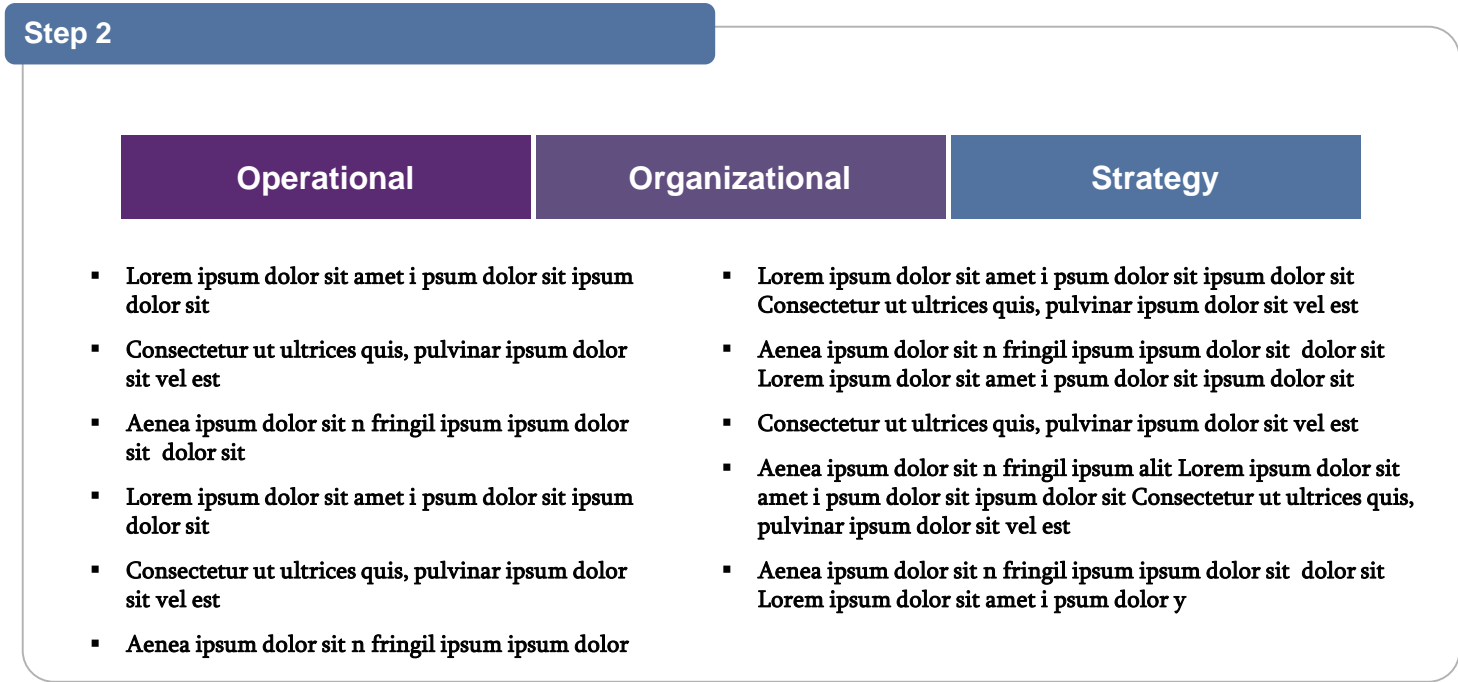 Step 2
Operational
Organizational
Strategy
▪ Lorem ipsum dolor sit amet i psum dolor sit ipsum
dolor sit
▪ Consectetur ut ultrices quis, pulvinar ipsum dolor
sit vel est
▪ Aenea ipsum dolor sit n fringil ipsum ipsum dolor
sit  dolor sit
▪ Lorem ipsum dolor sit amet i psum dolor sit ipsum
dolor sit
▪ Consectetur ut ultrices quis, pulvinar ipsum dolor
sit vel est
▪ Aenea ipsum dolor sit n fringil ipsum ipsum dolor
▪ Lorem ipsum dolor sit amet i psum dolor sit ipsum dolor sit
Consectetur ut ultrices quis, pulvinar ipsum dolor sit vel est
▪ Aenea ipsum dolor sit n fringil ipsum ipsum dolor sit  dolor sit
Lorem ipsum dolor sit amet i psum dolor sit ipsum dolor sit
▪ Consectetur ut ultrices quis, pulvinar ipsum dolor sit vel est
▪ Aenea ipsum dolor sit n fringil ipsum alit Lorem ipsum dolor sit
amet i psum dolor sit ipsum dolor sit Consectetur ut ultrices quis,
pulvinar ipsum dolor sit vel est
▪ Aenea ipsum dolor sit n fringil ipsum ipsum dolor sit  dolor sit
Lorem ipsum dolor sit amet i psum dolor y